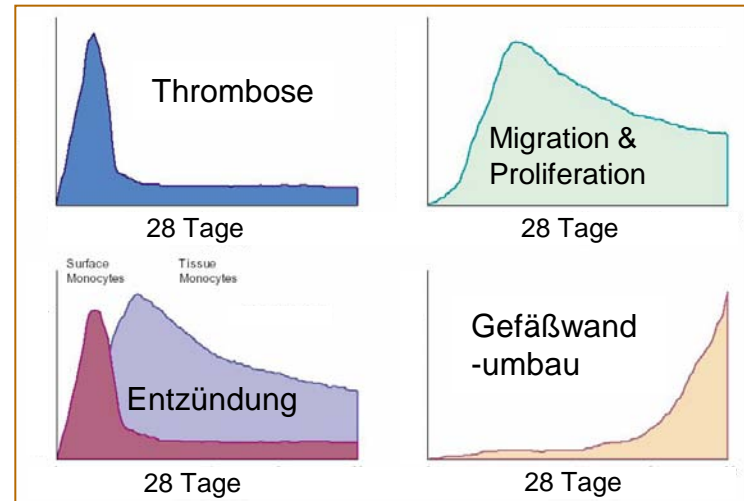 Thrombose
28 Tage
Migration &
Proliferation
28 Tage
Surface
Monocytes
Tissue
Monocytes
Entzündung
28 Tage
Gefäßwand
-umbau
28 Tage